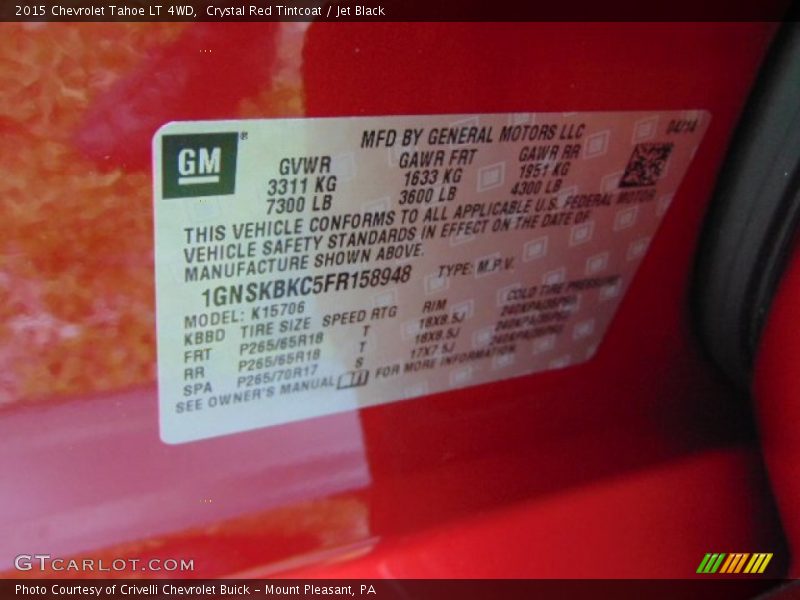 2015 Chevrolet Tahoe LT 4WD,  Crystal Red Tintcoat / Jet Black
GM®
MFD BY GENERAL MOTORS LLC 04/14
GVWR GAWR FRT GAWR RR
3311 KG 1633 KG 1951 KG
7300 LB 3600 LB 4300 LB
THIS VEHICLE CONFORMS TO ALL APPLICABLE U.S. FEDERAL MOTOR
VEHICLE SAFETY STANDARDS IN EFFECT ON THE DATE OF
MANUFACTURE SHOWN ABOVE.
1GNSKBKC5FR158948 TYPE: M.P.V.
MODEL: K15706
KBBD TIRE SIZE SPEED RTG RIM COLD TIRE PRESSURE
FRT P265/65R18 T 18X8.5J
RR P265/65R18 T 18X8.5J
SPA P265/70R17 S 17X7.5J
SEE OWNER'S MANUAL FOR MORE INFORMATION
GTCARLOT.COM
Photo Courtesy of Crivelli Chevrolet Buick - Mount Pleasant, PA